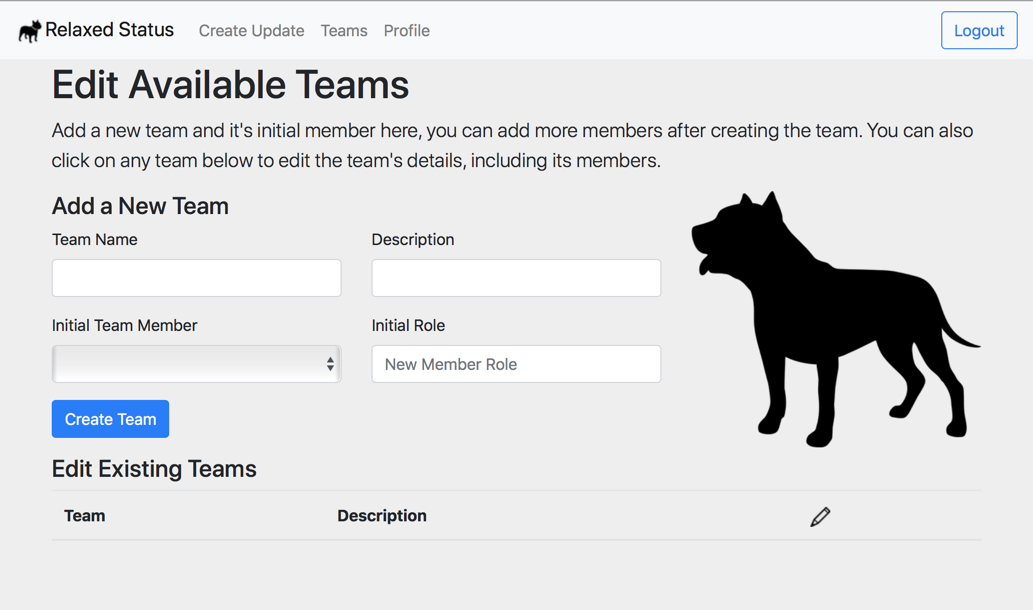 Relaxed Status Create Update Teams Profile Logout
Edit Available Teams
Add a new team and it's initial member here, you can add more members after creating the team. You can also
click on any team below to edit the team's details, including its members.
Add a New Team
Team Name Description
Initial Team Member Initial Role
New Member Role
Create Team
Edit Existing Teams
Team Description